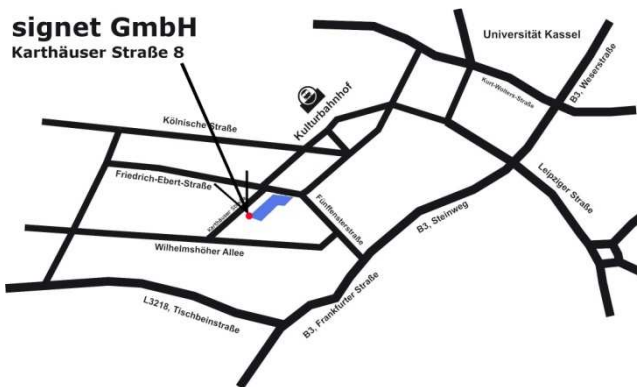 signet GmbH
Karthäuser Straße 8
Universität Kassel
Kurt-Wolters-Straße
B3, Weserstraße
Kulturbahnhof
Kölnische Straße
Friedrich-Ebert-Straße
Leipziger Straße
Karthäuser
Fünffensterstraße
B3, Steinweg
Wilhelmshöher Allee
L3218, Tischbeinstraße
B3, Frankfurter Straße